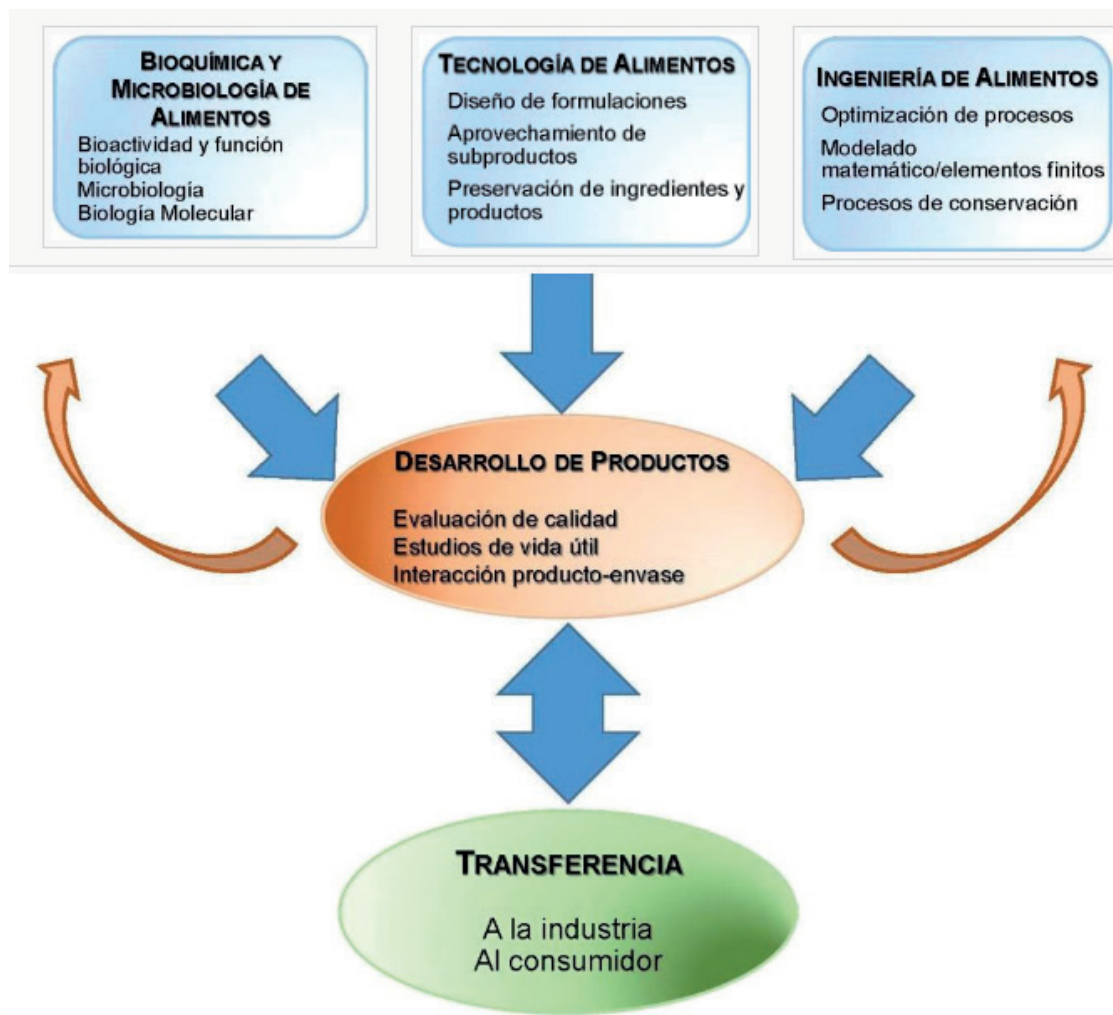 BIOQUÍMICA Y
MICROBIOLOGÍA DE
ALIMENTOS
Bioactividad y función
biológica
Microbiología
Biología Molecular
TECNOLOGÍA DE ALIMENTOS
Diseño de formulaciones
Aprovechamiento de
subproductos
Preservación de ingredientes y
productos
INGENIERÍA DE ALIMENTOS
Optimización de procesos
Modelado
matemático/elementos finitos
Procesos de conservación
DESARROLLO DE PRODUCTOS
Evaluación de calidad
Estudios de vida útil
Interacción producto-envase
TRANSFERENCIA
A la industria
Al consumidor